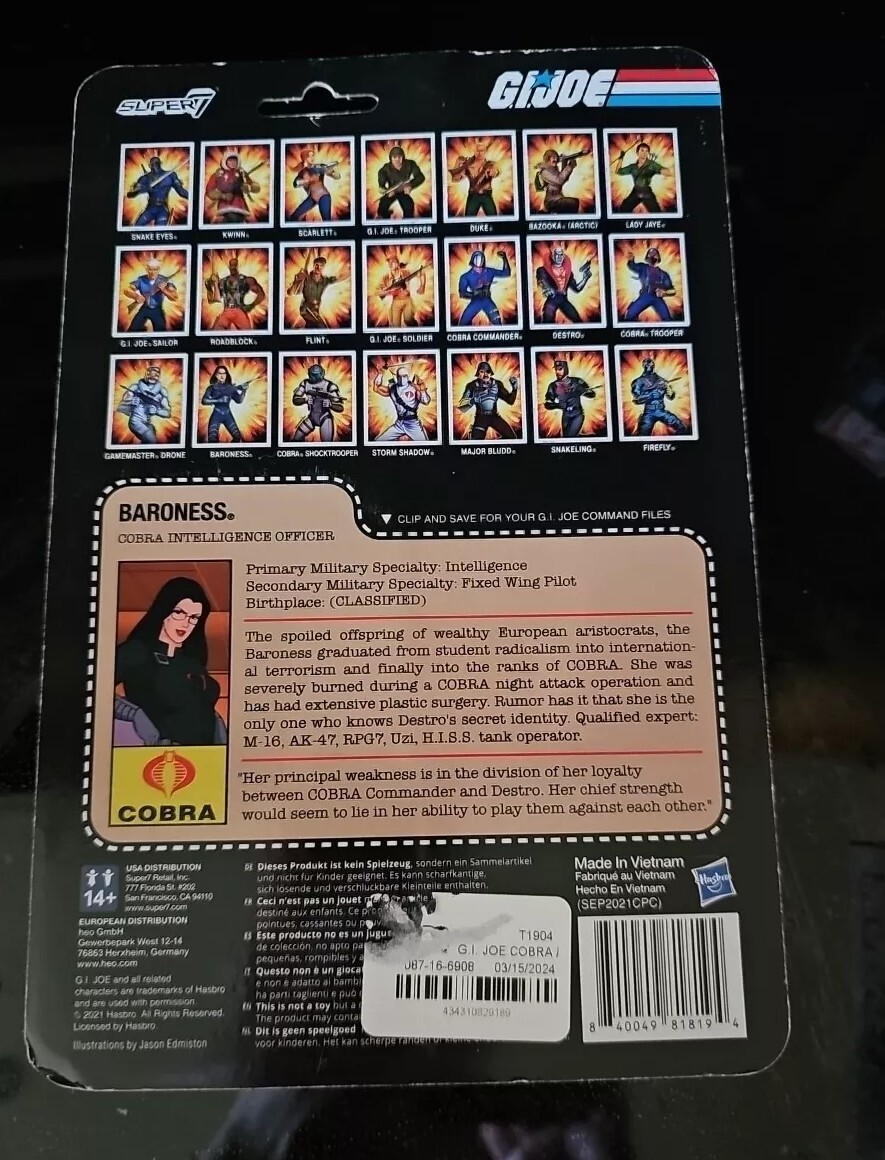 SUPER7
G.I. JOE
SNAKE EYES®
KWINN®
SCARLETT®
G.I. JOE® TROOPER
DUKE®
BAZOOKA® (ARCTIC)
LADY JAYE®
G.I. JOE® SAILOR
ROADBLOCK®
FLINT®
G.I. JOE® SOLDIER
COBRA COMMANDER®
DESTRO®
COBRA® TROOPER
GAMEMASTER® DRONE
BARONESS®
COBRA® SHOCKTROOPER
STORM SHADOW®
MAJOR BLUDD®
SNAKELING®
FIREFLY®
BARONESS®
▼ CLIP AND SAVE FOR YOUR G.I. JOE COMMAND FILES
COBRA INTELLIGENCE OFFICER
Primary Military Specialty: Intelligence
Secondary Military Specialty: Fixed Wing Pilot
Birthplace: (CLASSIFIED)
The spoiled offspring of wealthy European aristocrats, the
Baroness graduated from student radicalism into internation-
al terrorism and finally into the ranks of COBRA. She was
severely burned during a COBRA night attack operation and
has had extensive plastic surgery. Rumor has it that she is the
only one who knows Destro's secret identity. Qualified expert:
M-16, AK-47, RPG7, Uzi, H.I.S.S. tank operator.
"Her principal weakness is in the division of her loyalty
between COBRA Commander and Destro. Her chief strength
would seem to lie in her ability to play them against each other."
COBRA
14+
USA DISTRIBUTION
Super7 Retail, Inc.
777 Florida St. #202
San Francisco, CA 94110
www.super7.com
EUROPEAN DISTRIBUTION
heo GmbH
Gewerbepark West 12-14
76863 Herxheim, Germany
www.heo.com
G.I. JOE and all related
characters are trademarks of Hasbro
and are used with permission.
© 2021 Hasbro. All Rights Reserved.
Licensed by Hasbro.
Illustrations by Jason Edmiston
DE Dieses Produkt ist kein Spielzeug, sondern ein Sammelartikel
und nicht für Kinder geeignet. Es kann scharfkantige,
sich lösende und verschluckbare Kleinteile enthalten.
FR Ceci n'est pas un jouet
destiné aux enfants. Ce
pointues, cassantes ou
ES Este producto no es un
de colección, no apto
pequeñas, rompibles y
IT Questo non è un
e non è adatto ai
ha parti taglienti e può
EN This is not a toy but a
The product may
NL Dit is geen speelgoed
voor kinderen. Het kan scherpe randen
T1904
G.I. JOE COBRA /
087-16-6908 03/15/2024
434310829189
Made In Vietnam
Fabriqué au Vietnam
Hecho En Vietnam
(SEP2021CPC)
Hasbro
8 40049 81819 4